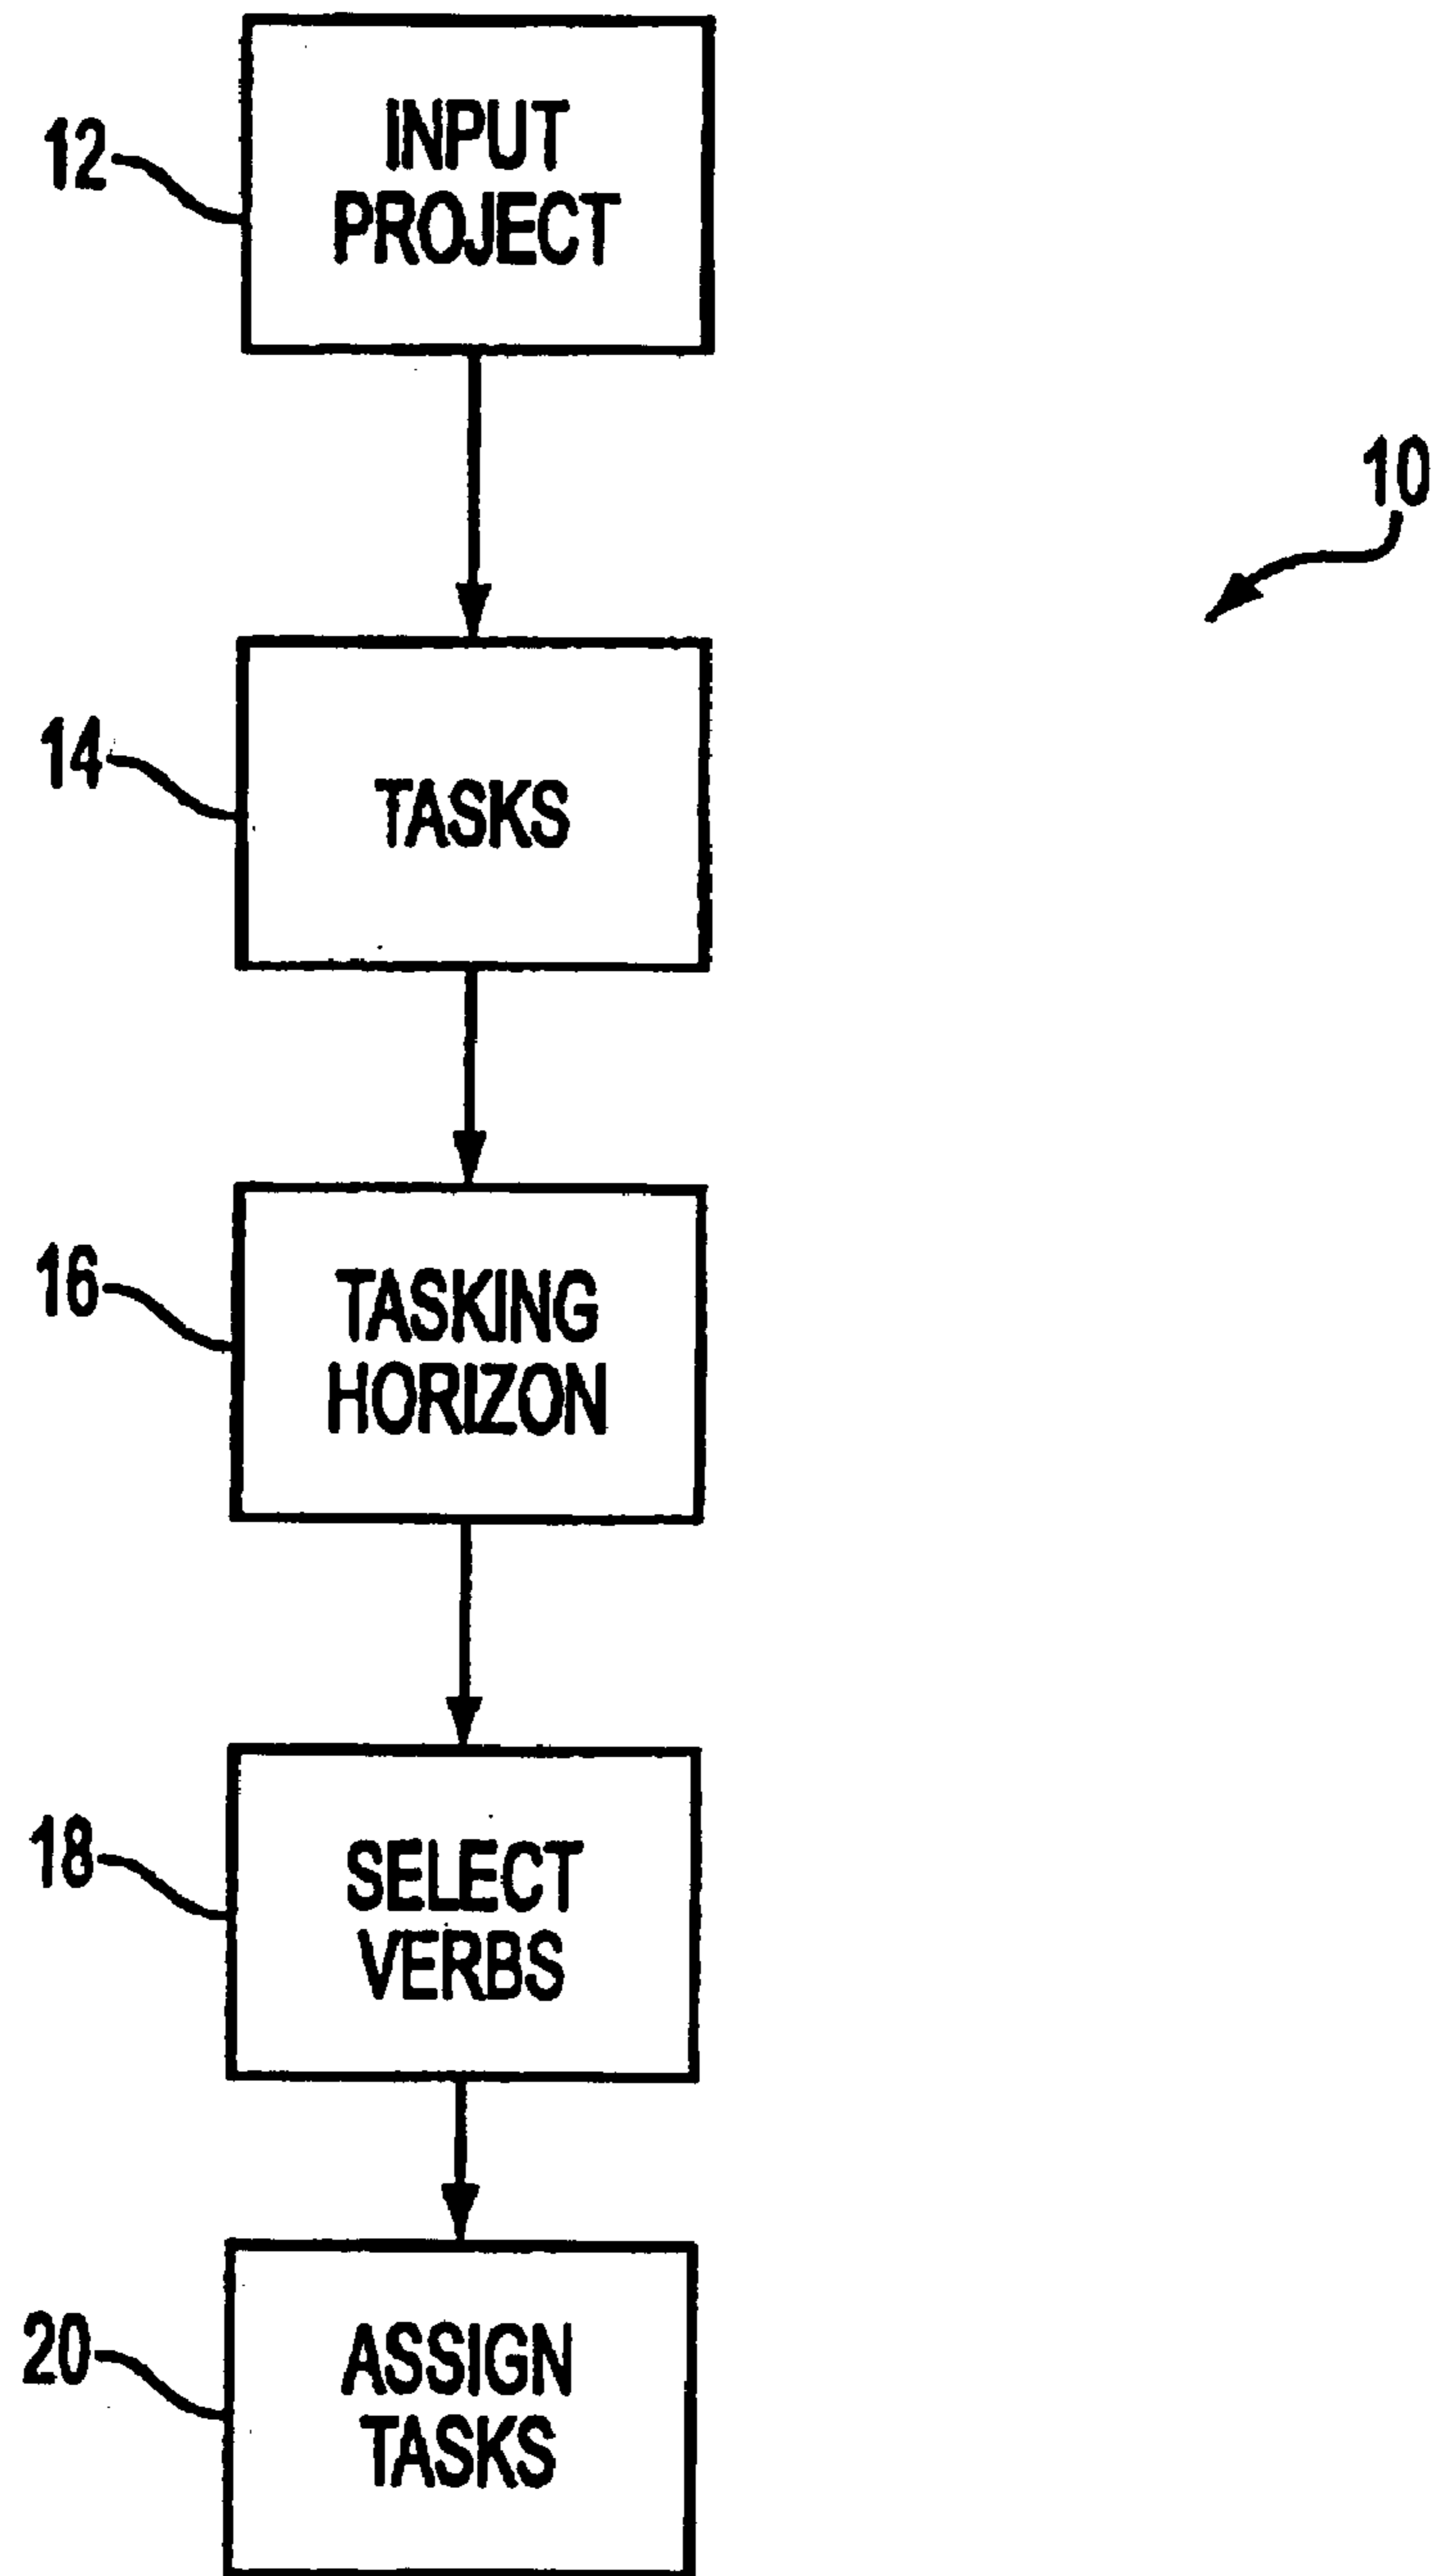 12
INPUT
PROJECT
10
14
TASKS
16
TASKING
HORIZON
18
SELECT
VERBS
20
ASSIGN
TASKS